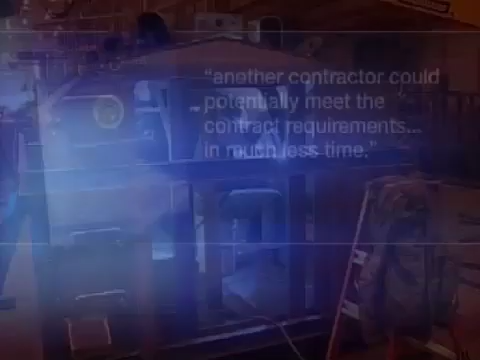 "another contractor could
potentially meet the
contract requirements...
in much less time."